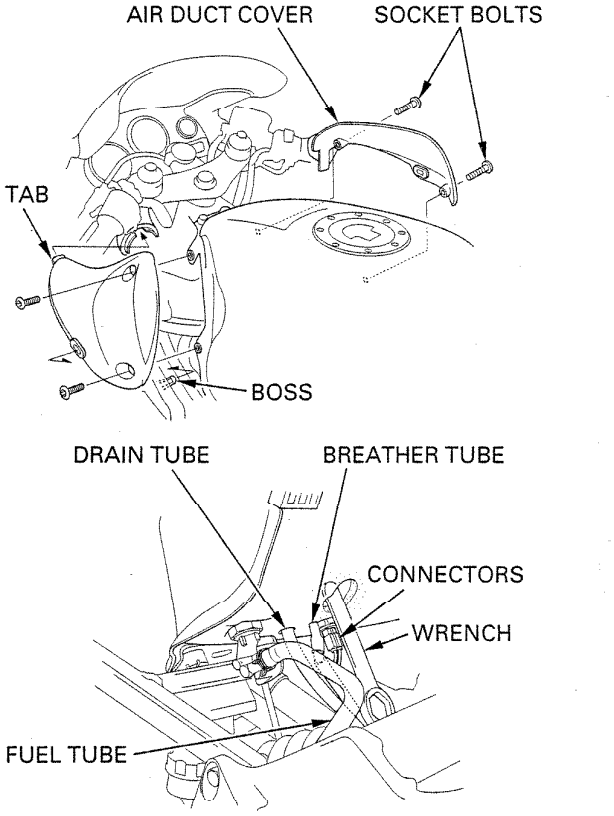 AIR DUCT COVER
SOCKET BOLTS
TAB
BOSS
DRAIN TUBE
BREATHER TUBE
CONNECTORS
WRENCH
FUEL TUBE